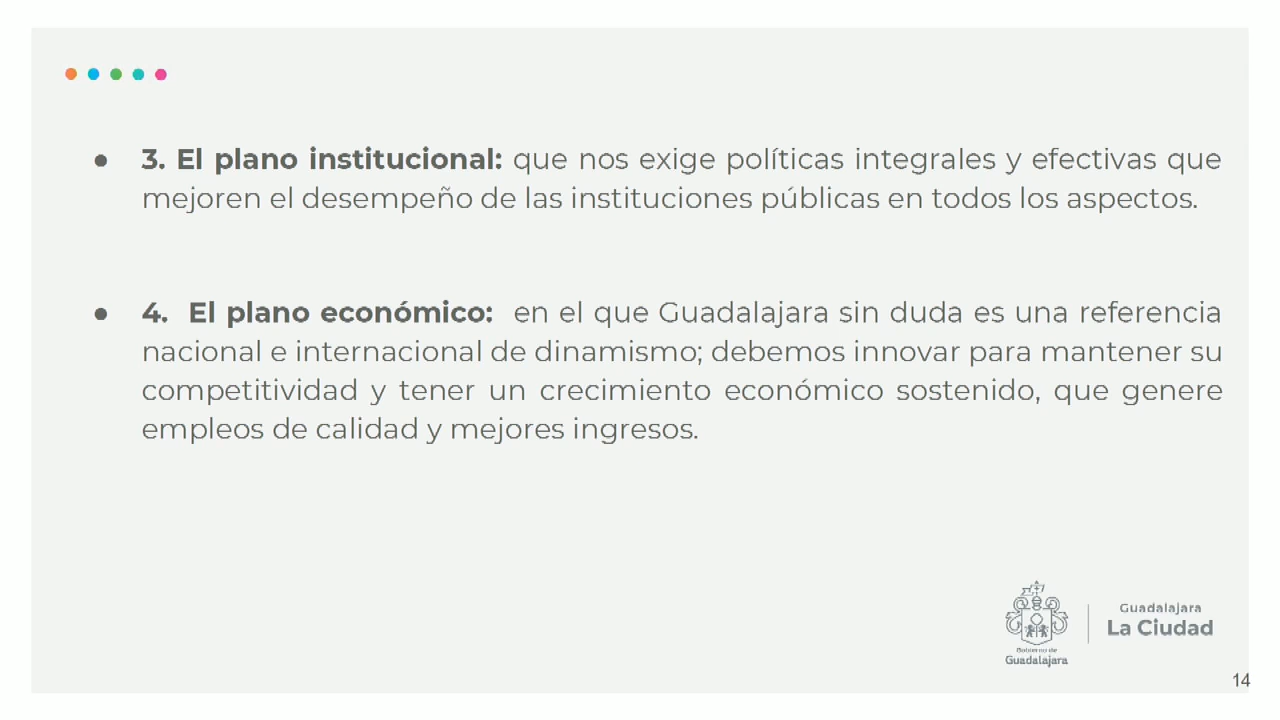 ● 3. El plano institucional: que nos exige políticas integrales y efectivas que
mejoren el desempeño de las instituciones públicas en todos los aspectos.
● 4. El plano económico: en el que Guadalajara sin duda es una referencia
nacional e internacional de dinamismo; debemos innovar para mantener su
competitividad y tener un crecimiento económico sostenido, que genere
empleos de calidad y mejores ingresos.
Gobierno de
Guadalajara
Guadalajara
La Ciudad
14